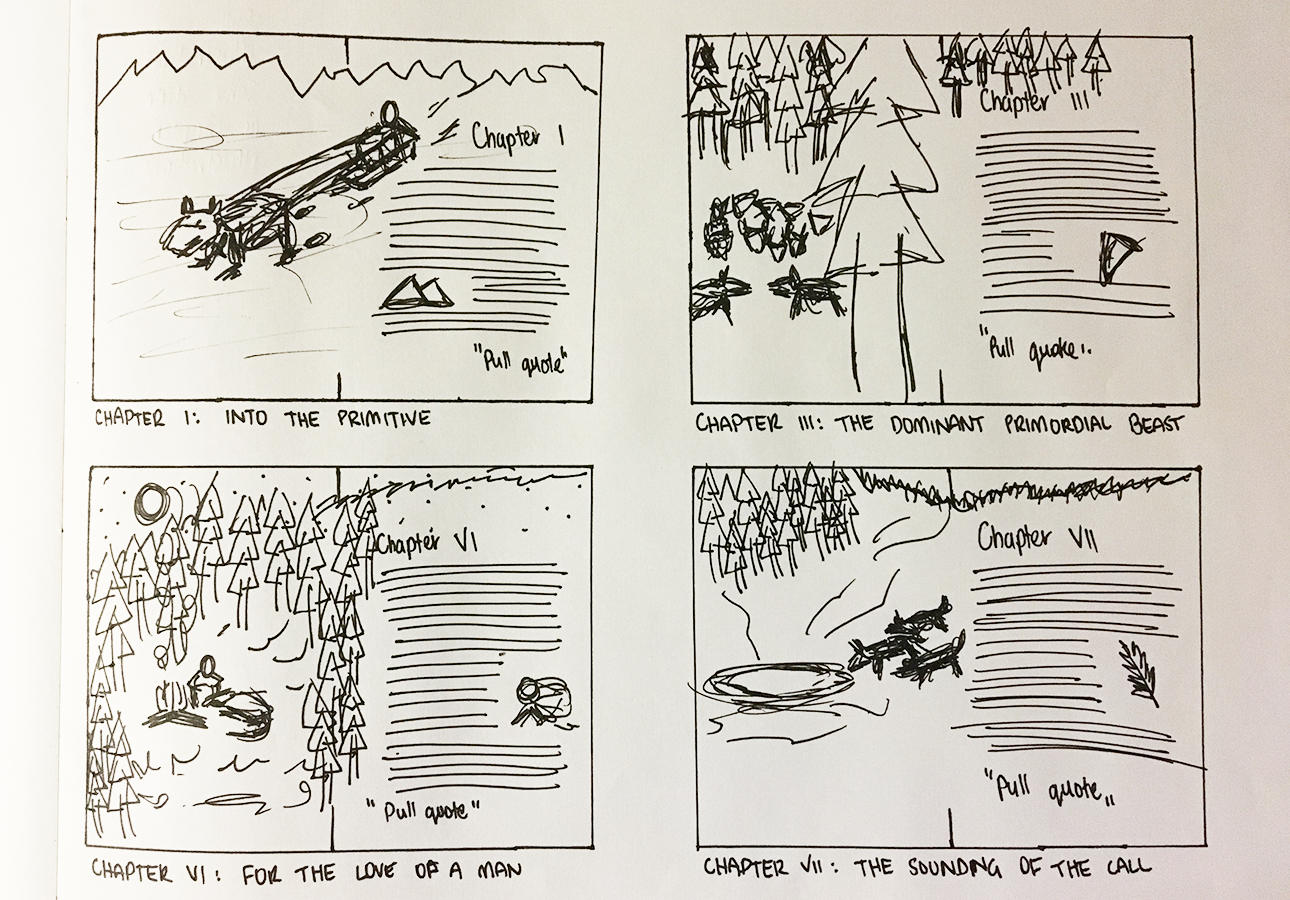 Chapter I
"Pull quote"
CHAPTER I: INTO THE PRIMITIVE
Chapter III
"Pull quote"
CHAPTER III: THE DOMINANT PRIMORDIAL BEAST
Chapter VI
"Pull quote"
CHAPTER VI: FOR THE LOVE OF A MAN
Chapter VII
"Pull quote"
CHAPTER VII: THE SOUNDING OF THE CALL